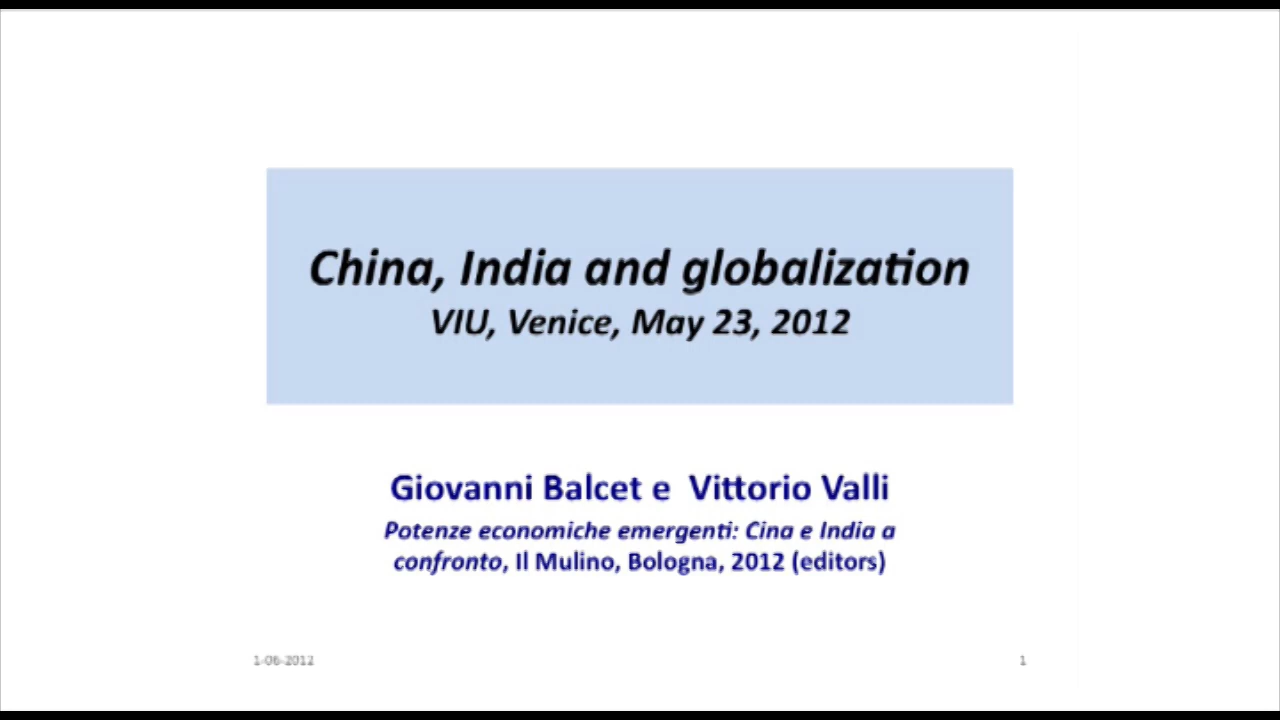 China, India and globalization
VIU, Venice, May 23, 2012
Giovanni Balcet e Vittorio Valli
Potenze economiche emergenti: Cina e India a
confronto, Il Mulino, Bologna, 2012 (editors)
1-06-2012
1